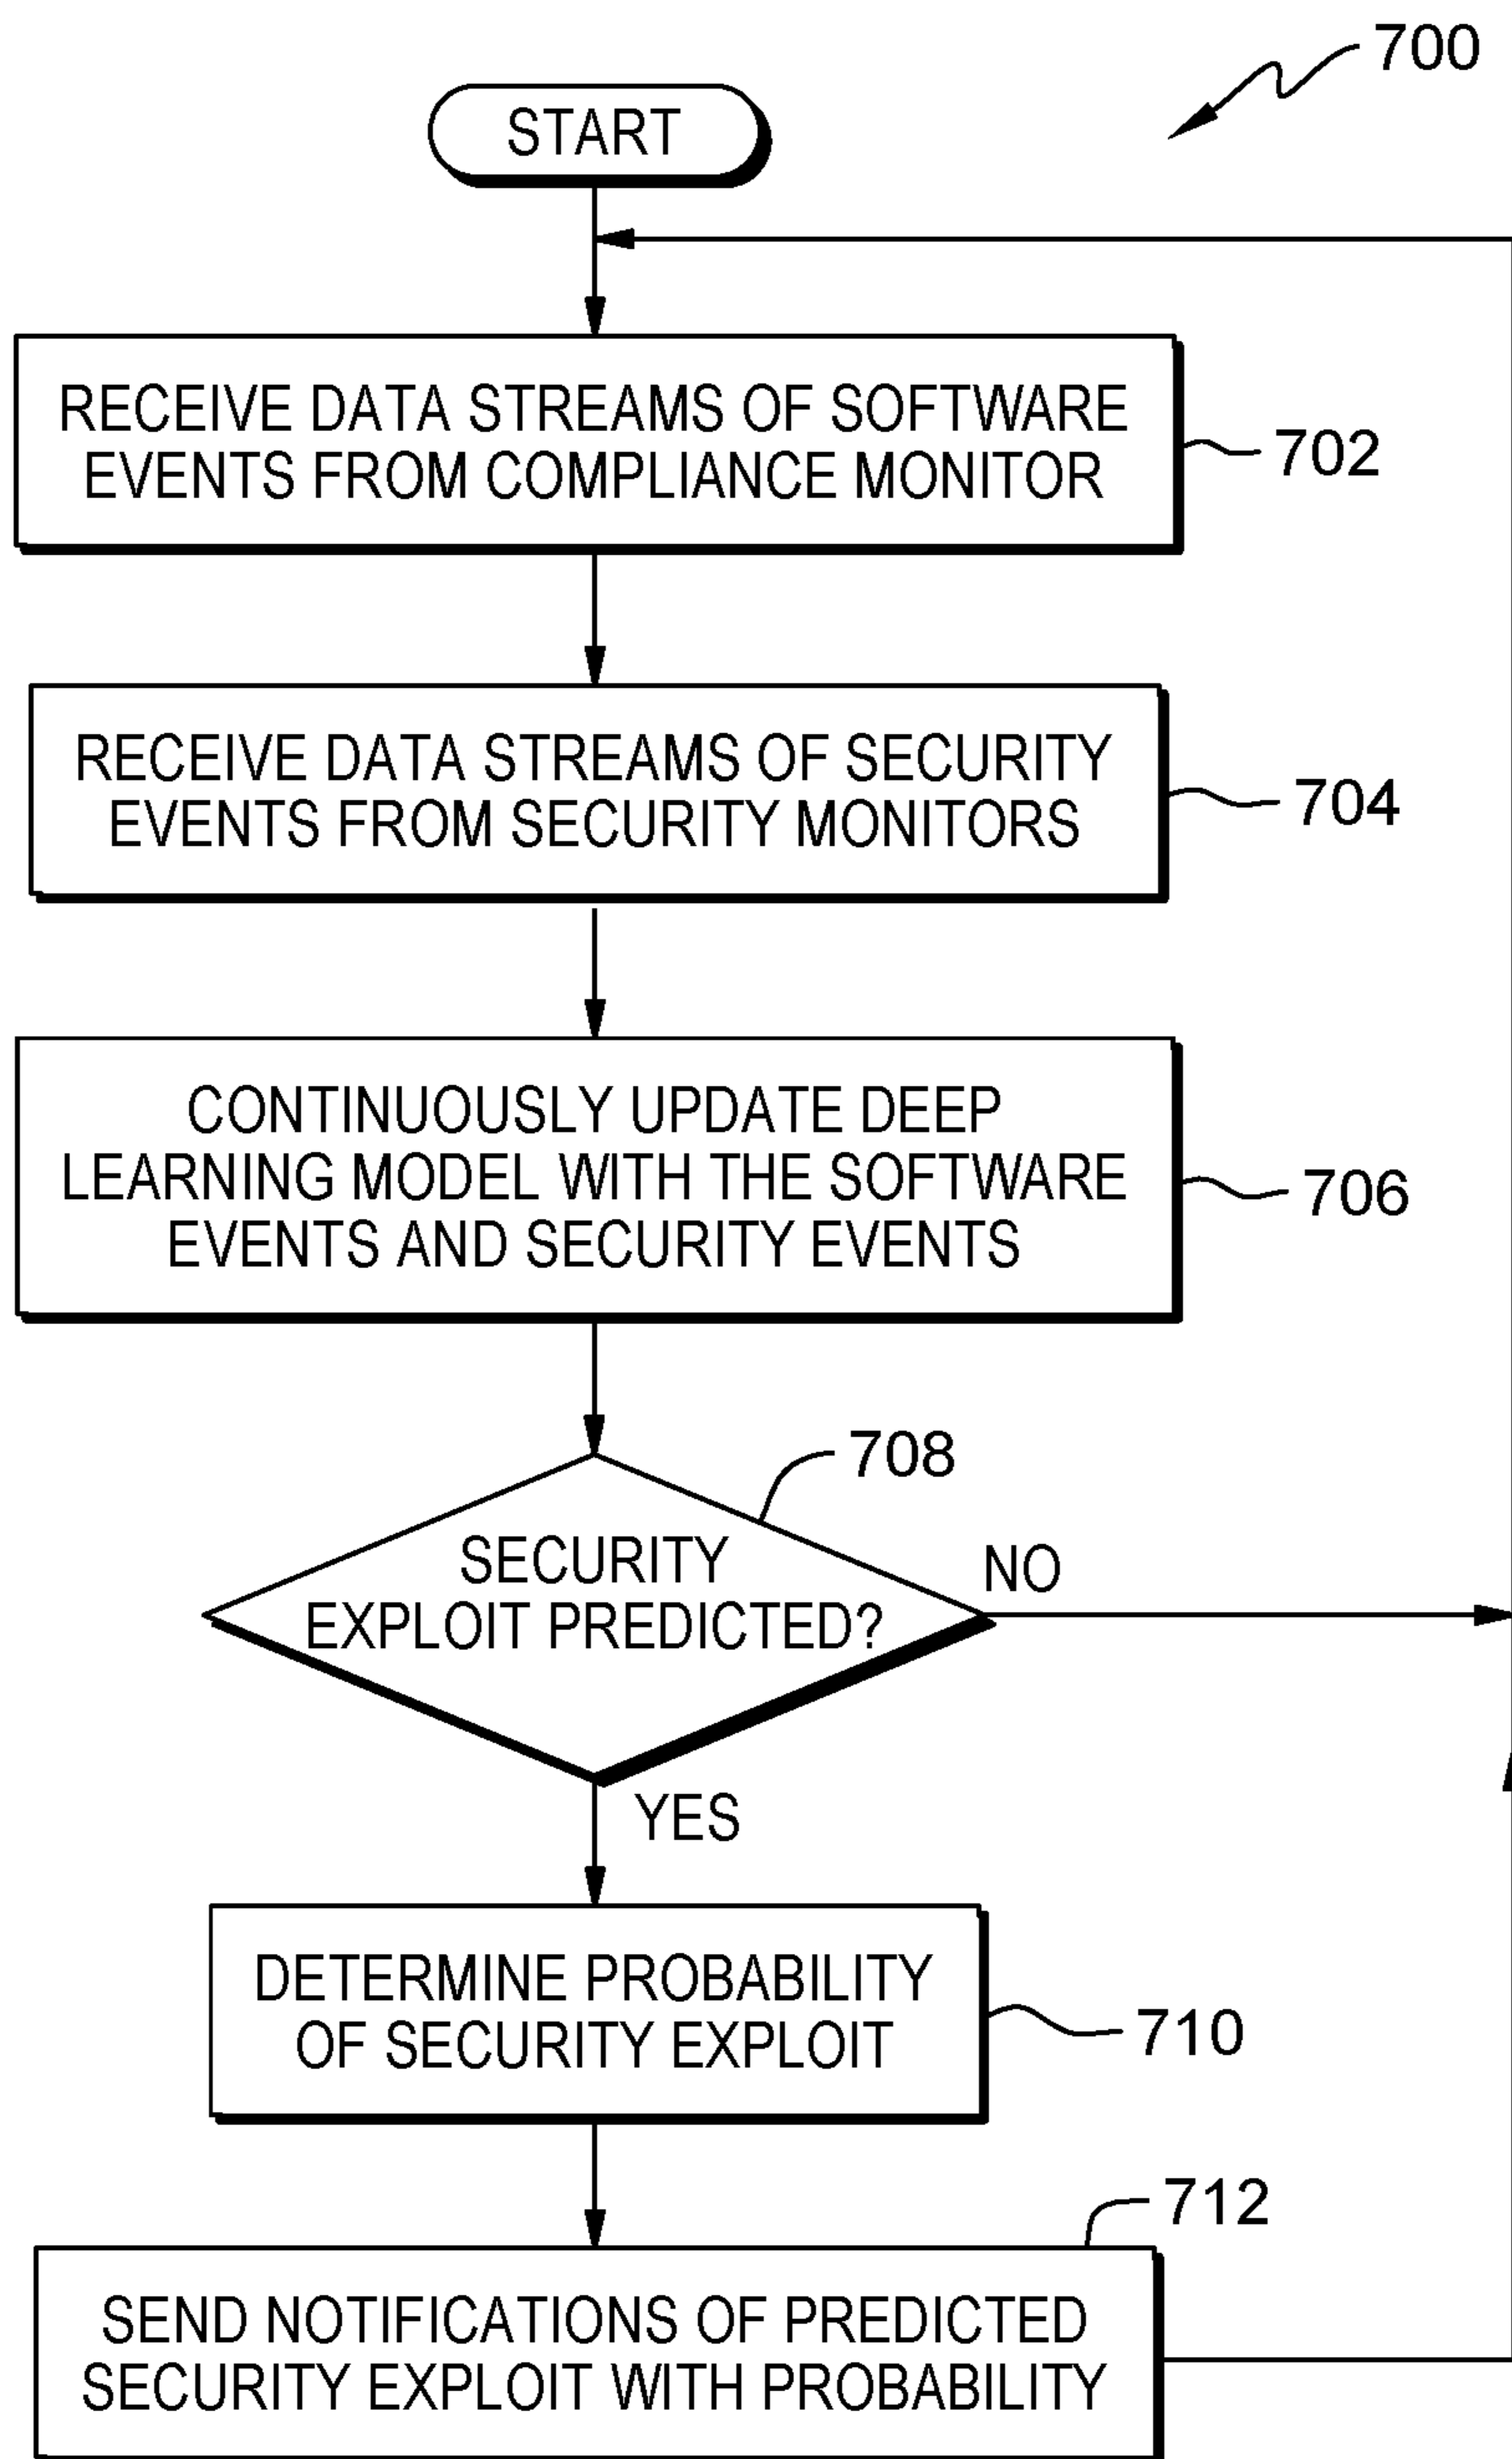 700
START
RECEIVE DATA STREAMS OF SOFTWARE
EVENTS FROM COMPLIANCE MONITOR
702
RECEIVE DATA STREAMS OF SECURITY
EVENTS FROM SECURITY MONITORS
704
CONTINUOUSLY UPDATE DEEP
LEARNING MODEL WITH THE SOFTWARE
EVENTS AND SECURITY EVENTS
706
708
SECURITY
EXPLOIT PREDICTED?
NO
YES
DETERMINE PROBABILITY
OF SECURITY EXPLOIT
710
712
SEND NOTIFICATIONS OF PREDICTED
SECURITY EXPLOIT WITH PROBABILITY